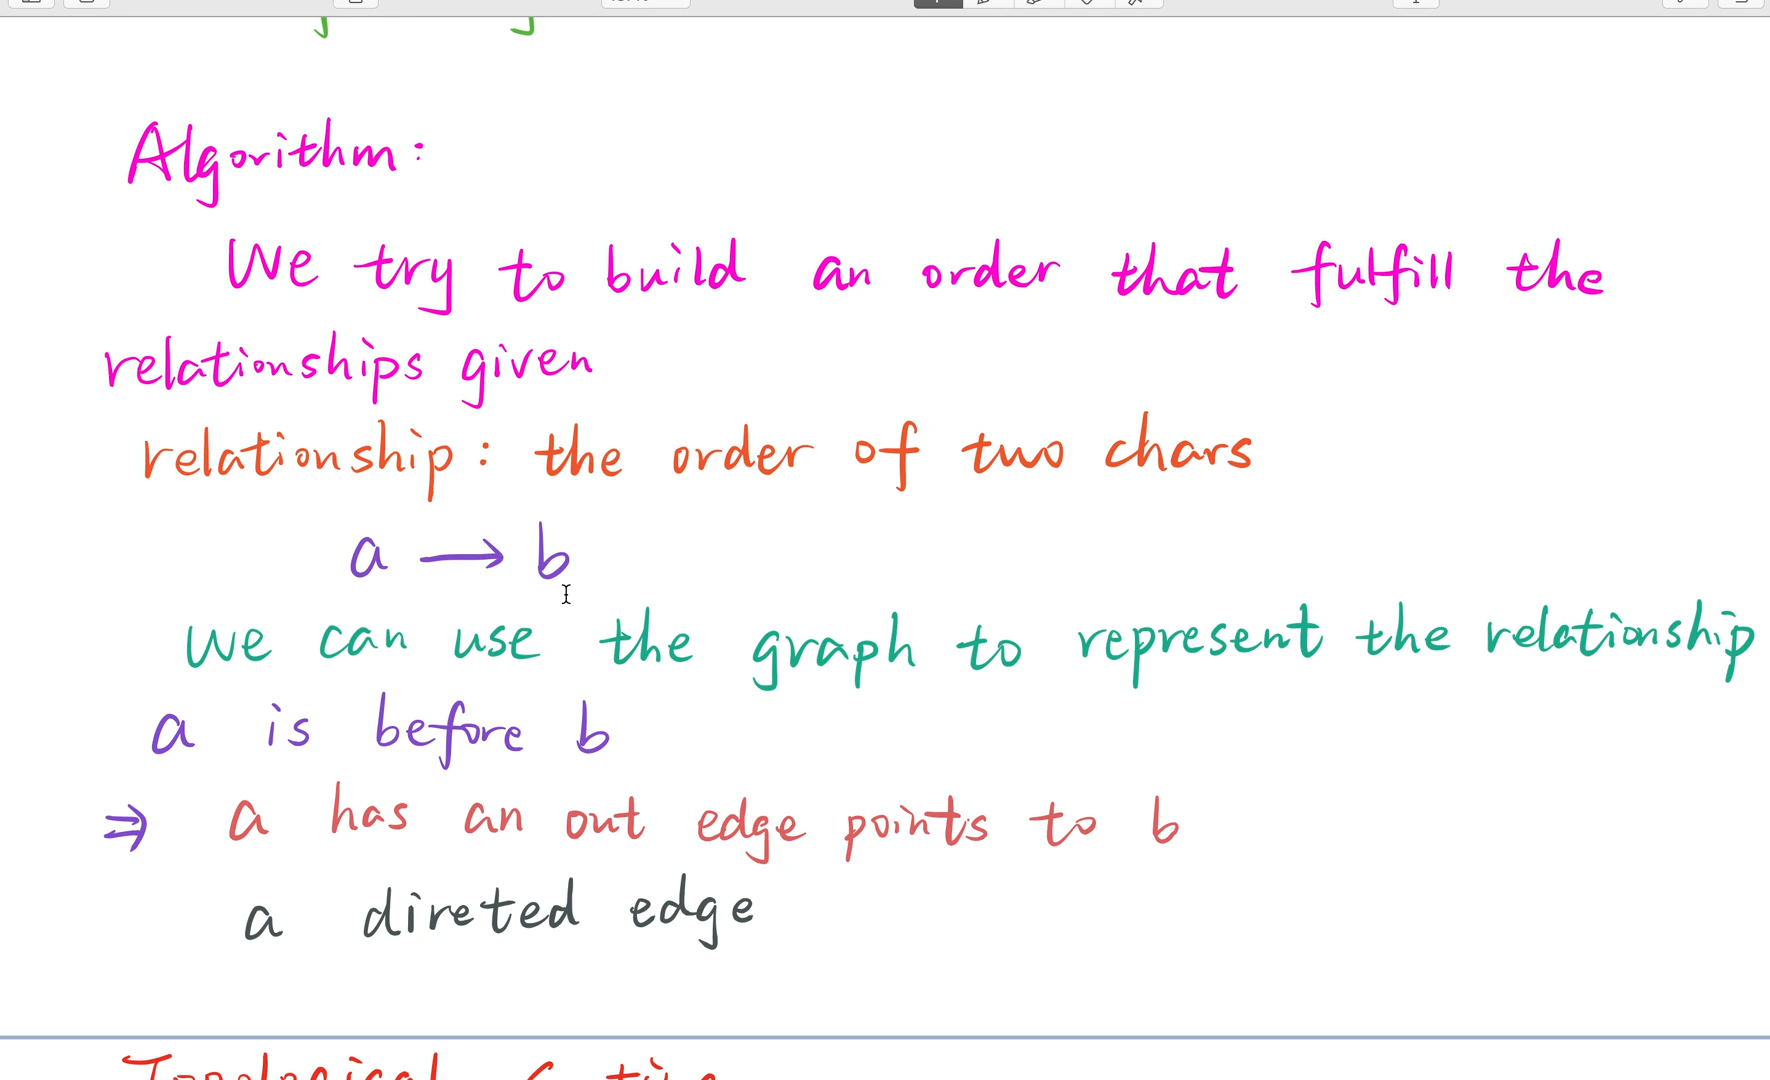 Algorithm:
We try to build an order that fulfill the
relationships given
relationship: the order of two chars
a → b
we can use the graph to represent the relationship
a is before b
⇒ a has an out edge points to b
a direted edge
Topological